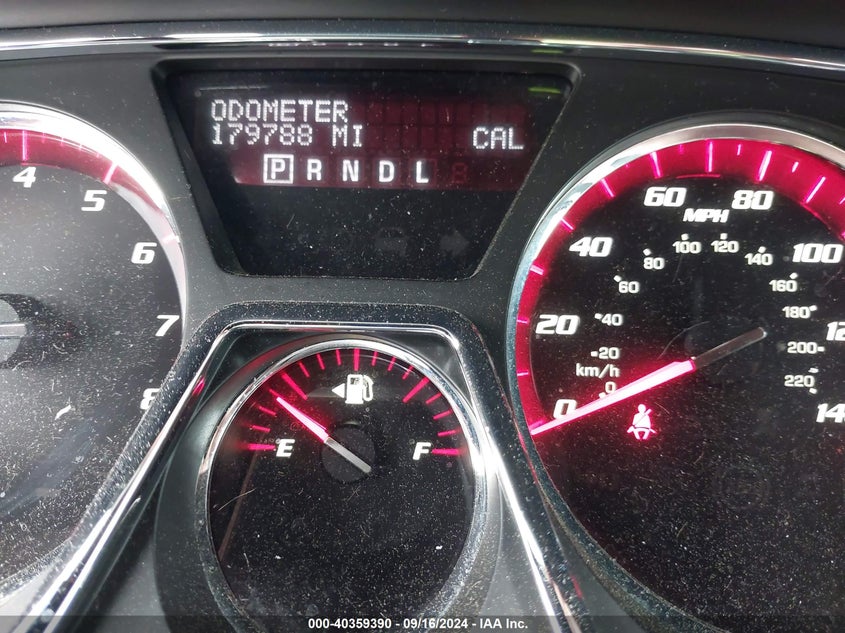 ODOMETER
179788 MI CAL
P R N D L
4 5 6 7 8
E F
0 20 40 60 80 100
MPH
0 20 40 60 80 100 120 140 160 180 200 220
km/h
000-40359390 - 09/16/2024 - IAA Inc.